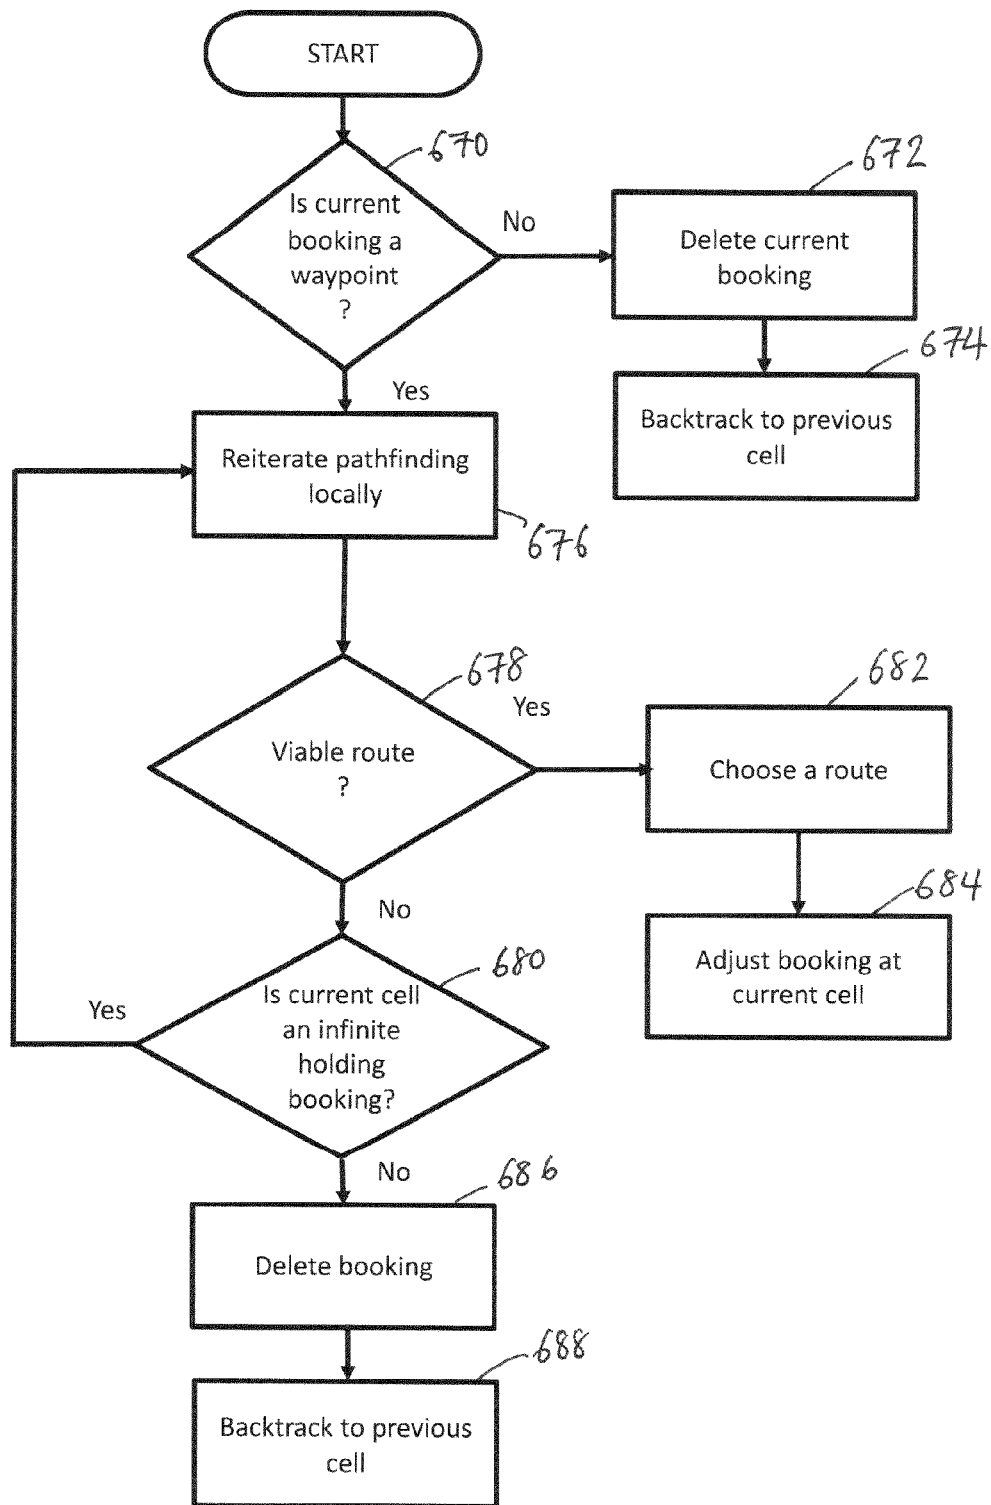 START
670
Is current
booking a
waypoint
?
No
672
Delete current
booking
674
Backtrack to previous
cell
Yes
Reiterate pathfinding
locally
676
678
Viable route
?
Yes
682
Choose a route
684
Adjust booking at
current cell
No
680
Is current cell
an infinite
holding
booking?
Yes
No
686
Delete booking
688
Backtrack to previous
cell